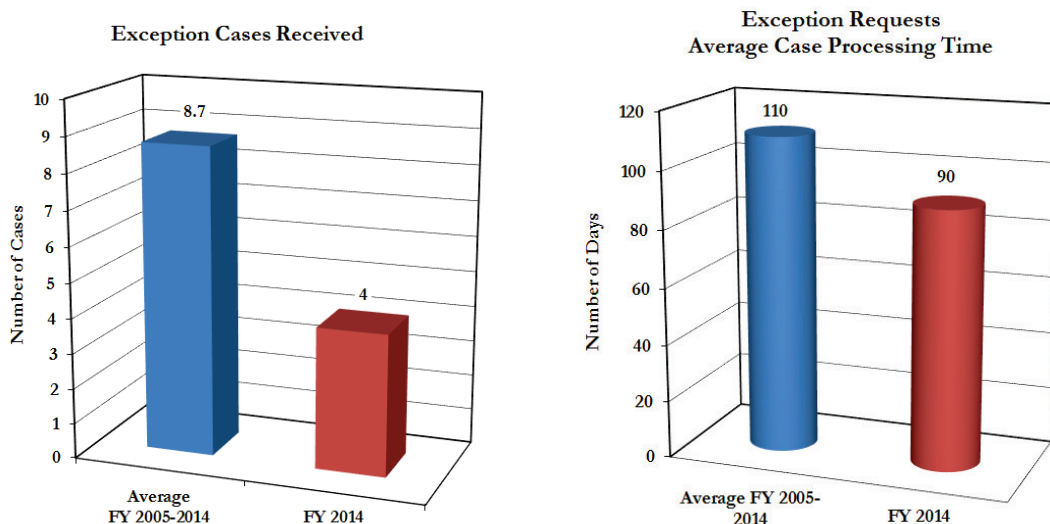 Exception Cases Received
Number of Cases
10
9
8
7
6
5
4
3
2
1
0
8.7
4
Average
FY 2005-2014
FY 2014
Exception Requests
Average Case Processing Time
Number of Days
120
100
80
60
40
20
0
110
90
Average FY 2005-
2014
FY 2014